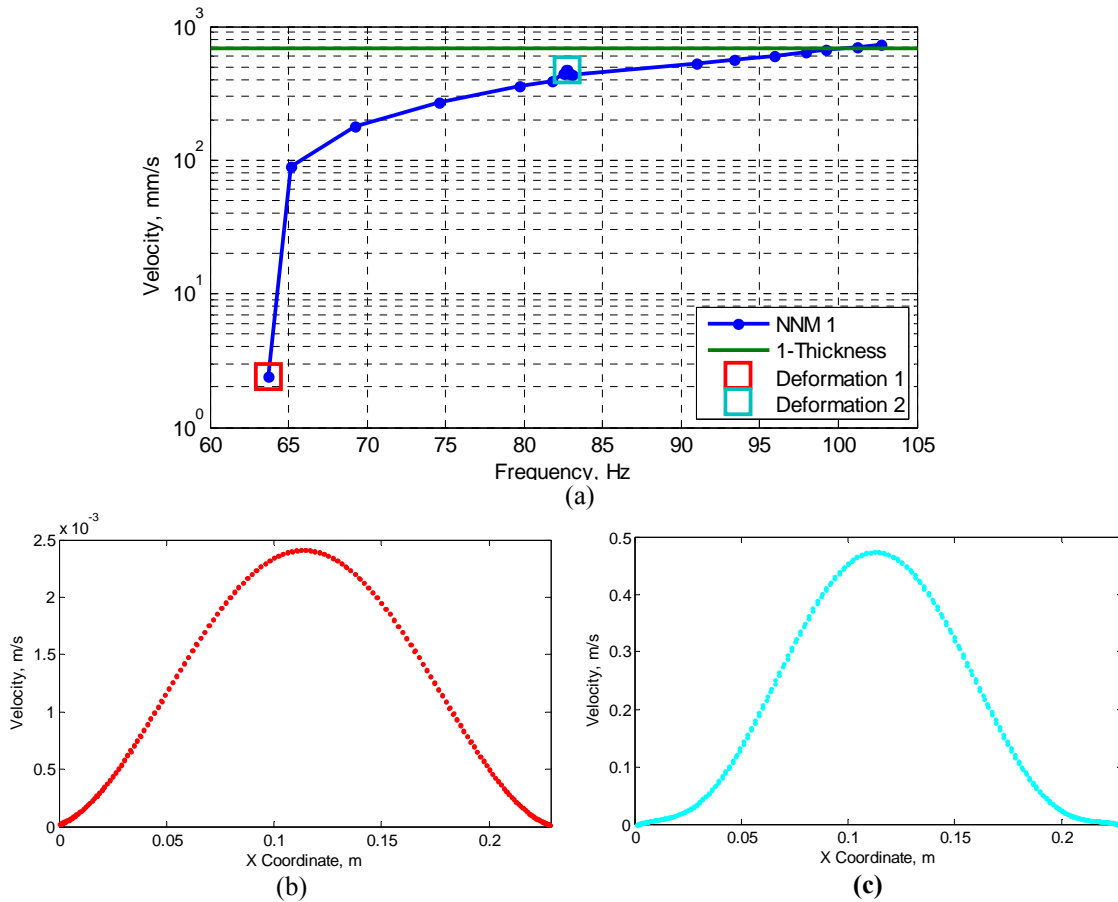 10^3
10^2
10^1
10^0
Velocity, mm/s
60 65 70 75 80 85 90 95 100 105
Frequency, Hz
NNM 1
1-Thickness
Deformation 1
Deformation 2
(a)
x 10^-3
2.5
2
1.5
1
0.5
0
Velocity, m/s
0 0.05 0.1 0.15 0.2
X Coordinate, m
(b)
0.5
0.4
0.3
0.2
0.1
0
Velocity, m/s
0 0.05 0.1 0.15 0.2
X Coordinate, m
(c)